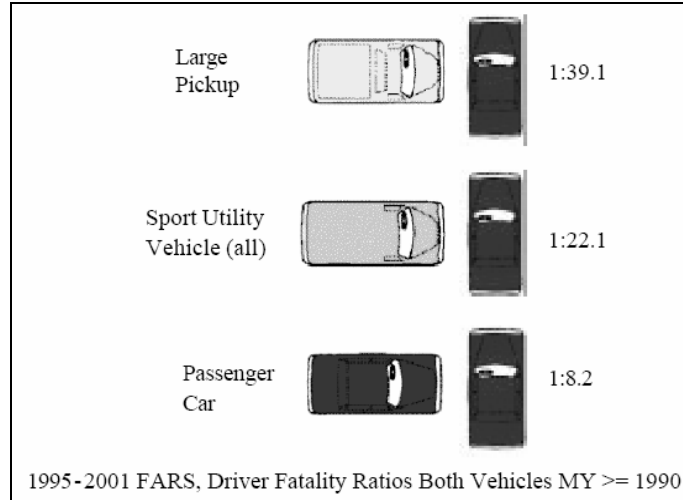 Large
Pickup
1:39.1
Sport Utility
Vehicle (all)
1:22.1
Passenger
Car
1:8.2
1995-2001 FARS, Driver Fatality Ratios Both Vehicles MY >= 1990